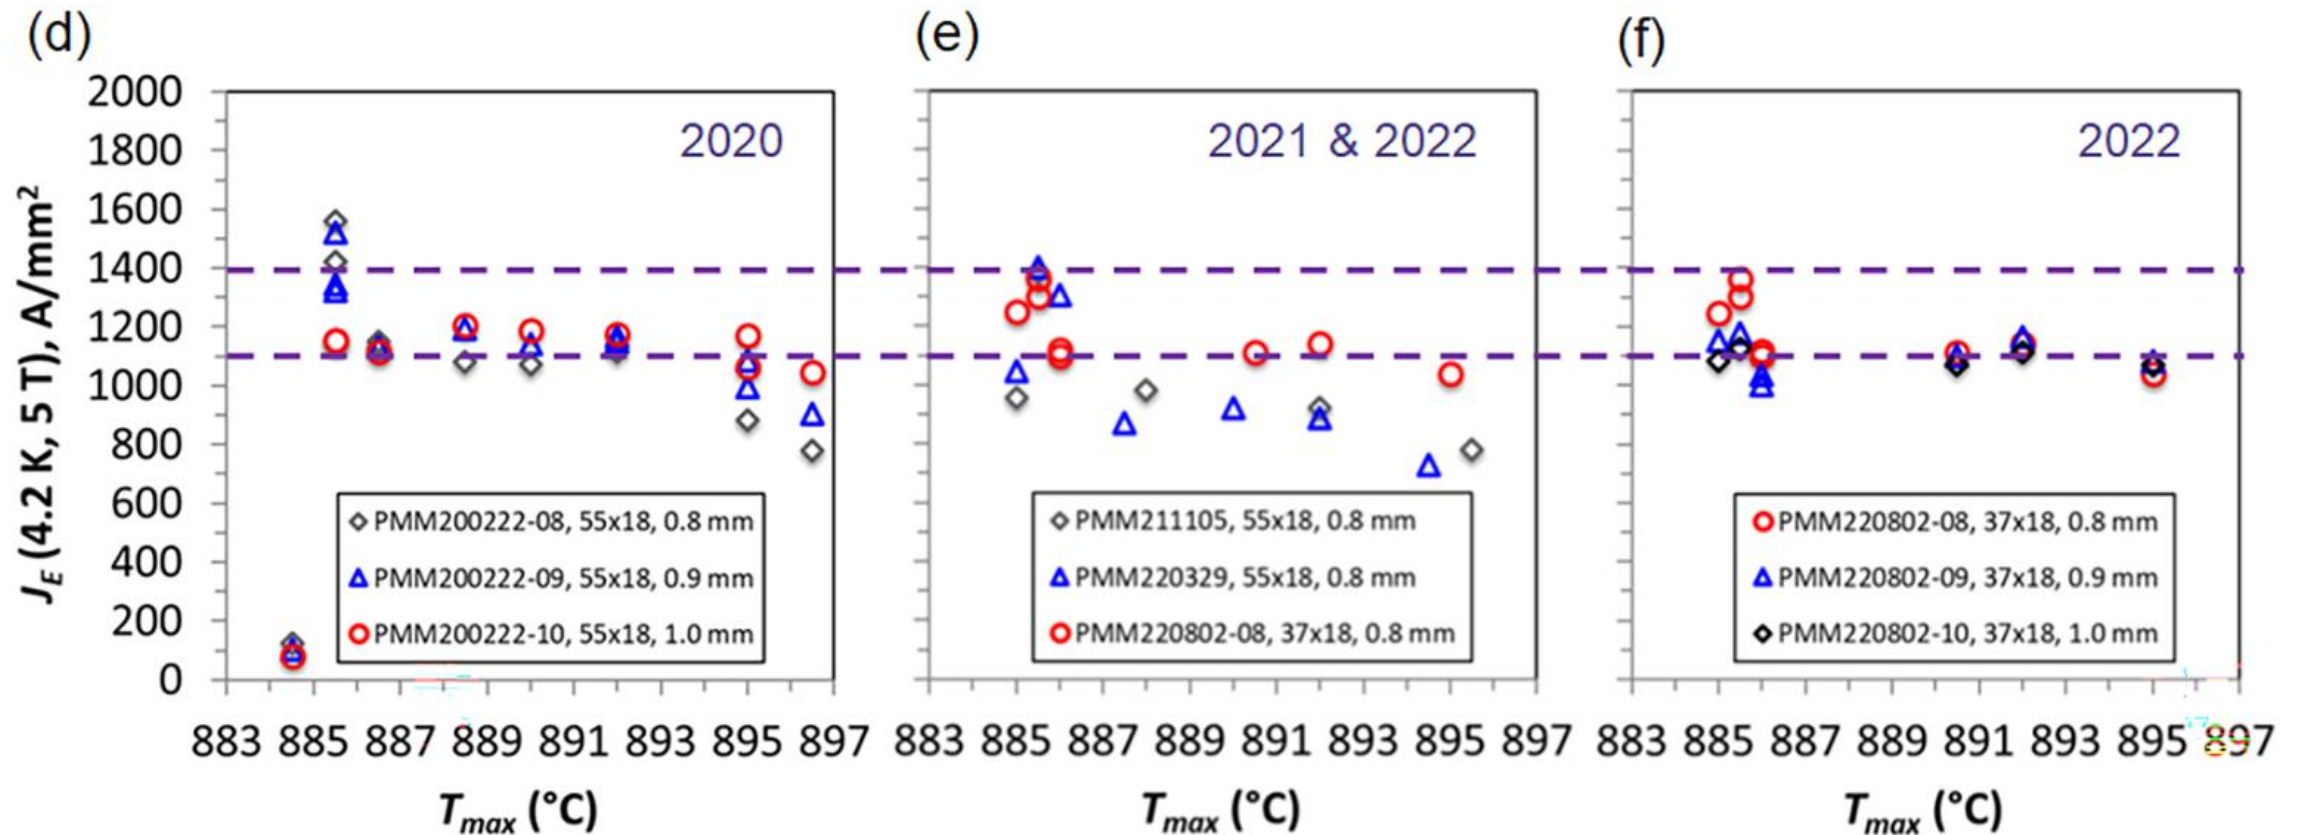 (d)
2020
2000
1800
1600
1400
1200
1000
800
600
400
200
0
J_E (4.2 K, 5 T), A/mm²
PMM200222-08, 55x18, 0.8 mm
PMM200222-09, 55x18, 0.9 mm
PMM200222-10, 55x18, 1.0 mm
883 885 887 889 891 893 895 897
T_max (°C)
(e)
2021 & 2022
PMM211105, 55x18, 0.8 mm
PMM220329, 55x18, 0.8 mm
PMM220802-08, 37x18, 0.8 mm
883 885 887 889 891 893 895 897
T_max (°C)
(f)
2022
PMM220802-08, 37x18, 0.8 mm
PMM220802-09, 37x18, 0.9 mm
PMM220802-10, 37x18, 1.0 mm
883 885 887 889 891 893 895 897
T_max (°C)